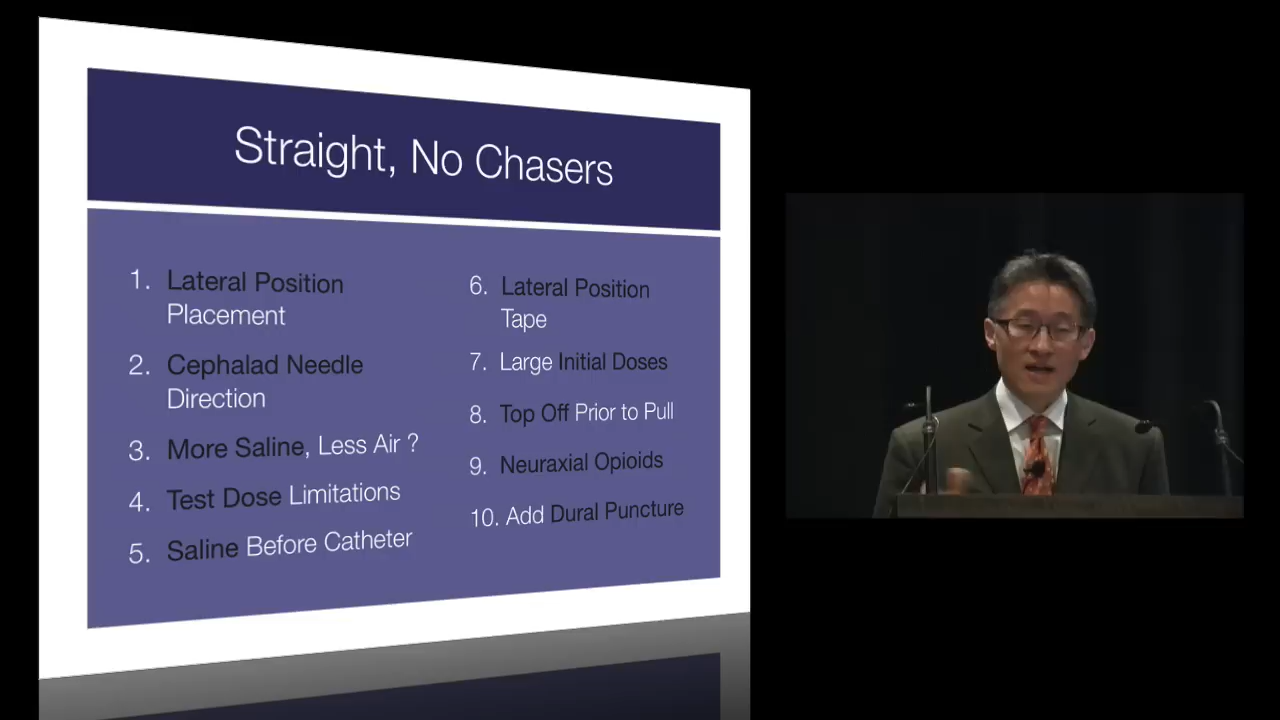 Straight, No Chasers
1. Lateral Position
Placement
2. Cephalad Needle
Direction
3. More Saline, Less Air ?
4. Test Dose Limitations
5. Saline Before Catheter
6. Lateral Position
Tape
7. Large Initial Doses
8. Top Off Prior to Pull
9. Neuraxial Opioids
10. Add Dural Puncture